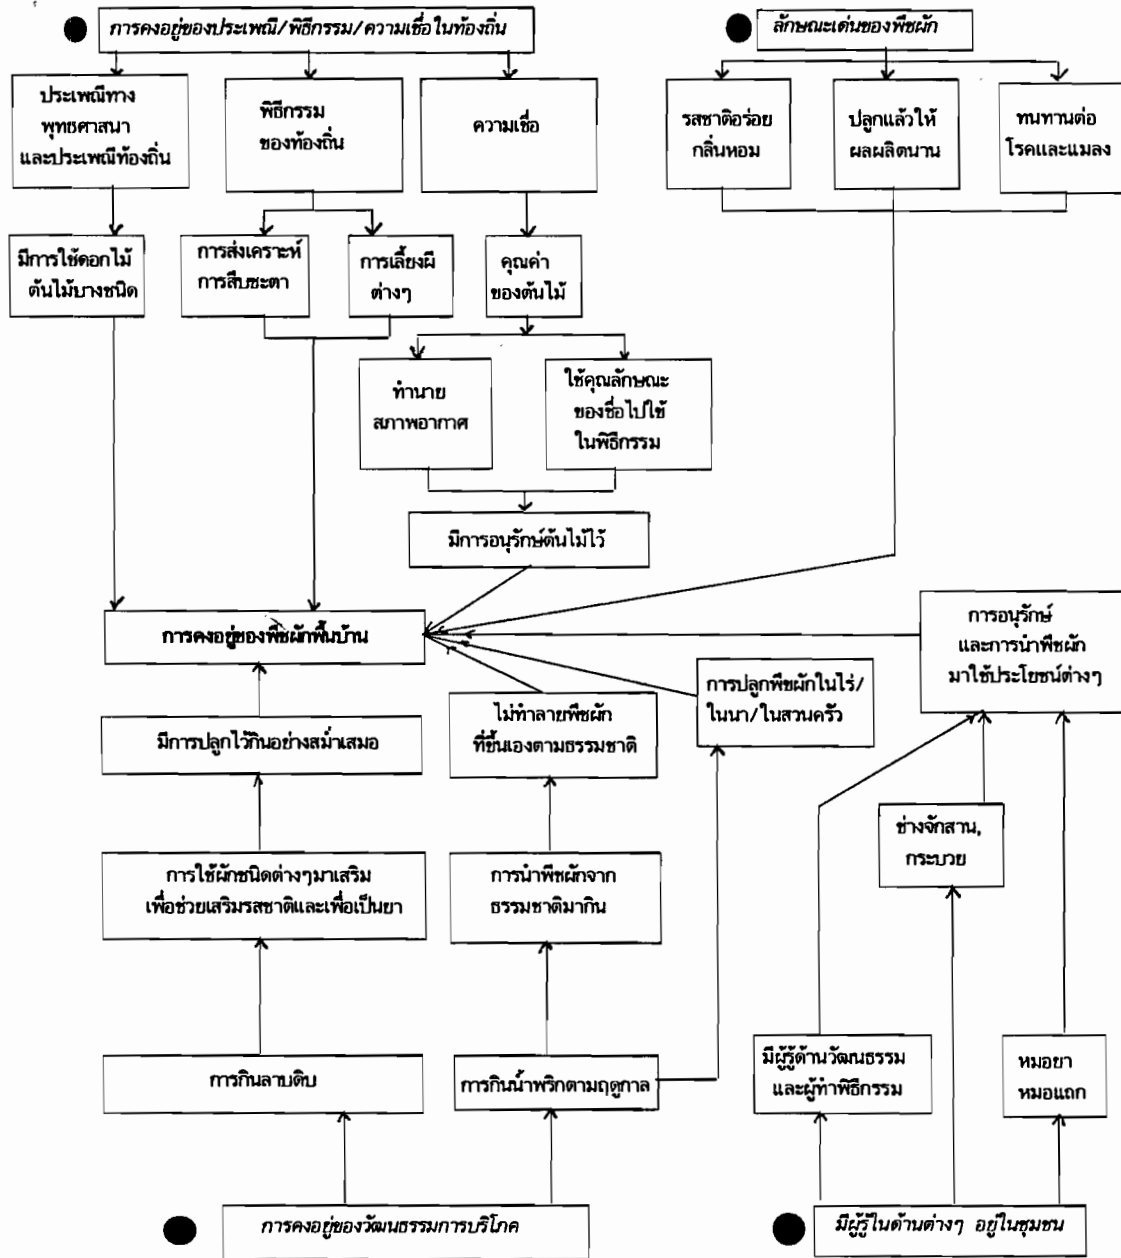 การคงอยู่ของประเพณี/พิธีกรรม/ความเชื่อในท้องถิ่น
ลักษณะเด่นของพืชผัก
ประเพณีทาง
พุทธศาสนา
และประเพณีท้องถิ่น
พิธีกรรม
ของท้องถิ่น
ความเชื่อ
รสชาติอร่อย
กลิ่นหอม
ปลูกแล้วให้
ผลผลิตนาน
ทนทานต่อ
โรคและแมลง
มีการใช้ดอกไม้
ต้นไม้บางชนิด
การส่งเคราะห์
การสืบชะตา
การเลี้ยงผี
ต่างๆ
คุณค่า
ของต้นไม้
ทำนาย
สภาพอากาศ
ใช้คุณลักษณะ
ของชื่อไปใช้
ในพิธีกรรม
มีการอนุรักษ์ต้นไม้ไว้
การคงอยู่ของพืชผักพื้นบ้าน
การอนุรักษ์
และการนำพืชผัก
มาใช้ประโยชน์ต่างๆ
การปลูกพืชผักในไร่/
ในนา/ในสวนครัว
มีการปลูกไว้กินอย่างสม่ำเสมอ
ไม่ทำลายพืชผัก
ที่ขึ้นเองตามธรรมชาติ
ช่างจักสาน,
กระบวย
การใช้ผักชนิดต่างๆมาเสริม
เพื่อช่วยเสริมรสชาติและเพื่อเป็นยา
การนำพืชผักจาก
ธรรมชาติมากิน
การกินลาบดิบ
การกินน้ำพริกตามฤดูกาล
มีผู้รู้ด้านวัฒนธรรม
และผู้ทำพิธีกรรม
หมอยา
หมอแถก
การคงอยู่ของวัฒนธรรมการบริโภค
มีผู้รู้ในด้านต่างๆ อยู่ในชุมชน